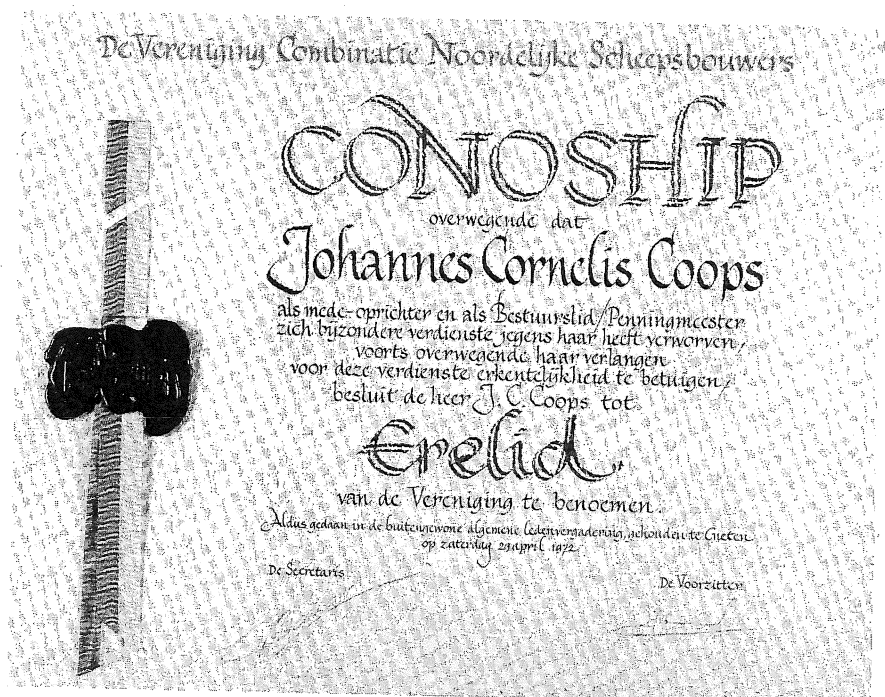 De Vereniging Combinatie Noordelijke Scheepsbouwers
CONOSHIP
overwegende dat
Johannes Cornelis Coops
als mede-oprichter en als Bestuurslid/Penningmeester
zich bijzondere verdienste jegens haar heeft verworven,
voorts overwegende haar verlangen
voor deze verdienste erkentelijkheid te betuigen,
besluit de heer J. C. Coops tot
Erelid
van de Vereniging te benoemen.
Aldus gedaan in de buitengewone algemene ledenvergadering, gehouden te Gieten
op zaterdag 29 april 1972
De Secretaris
De Voorzitter